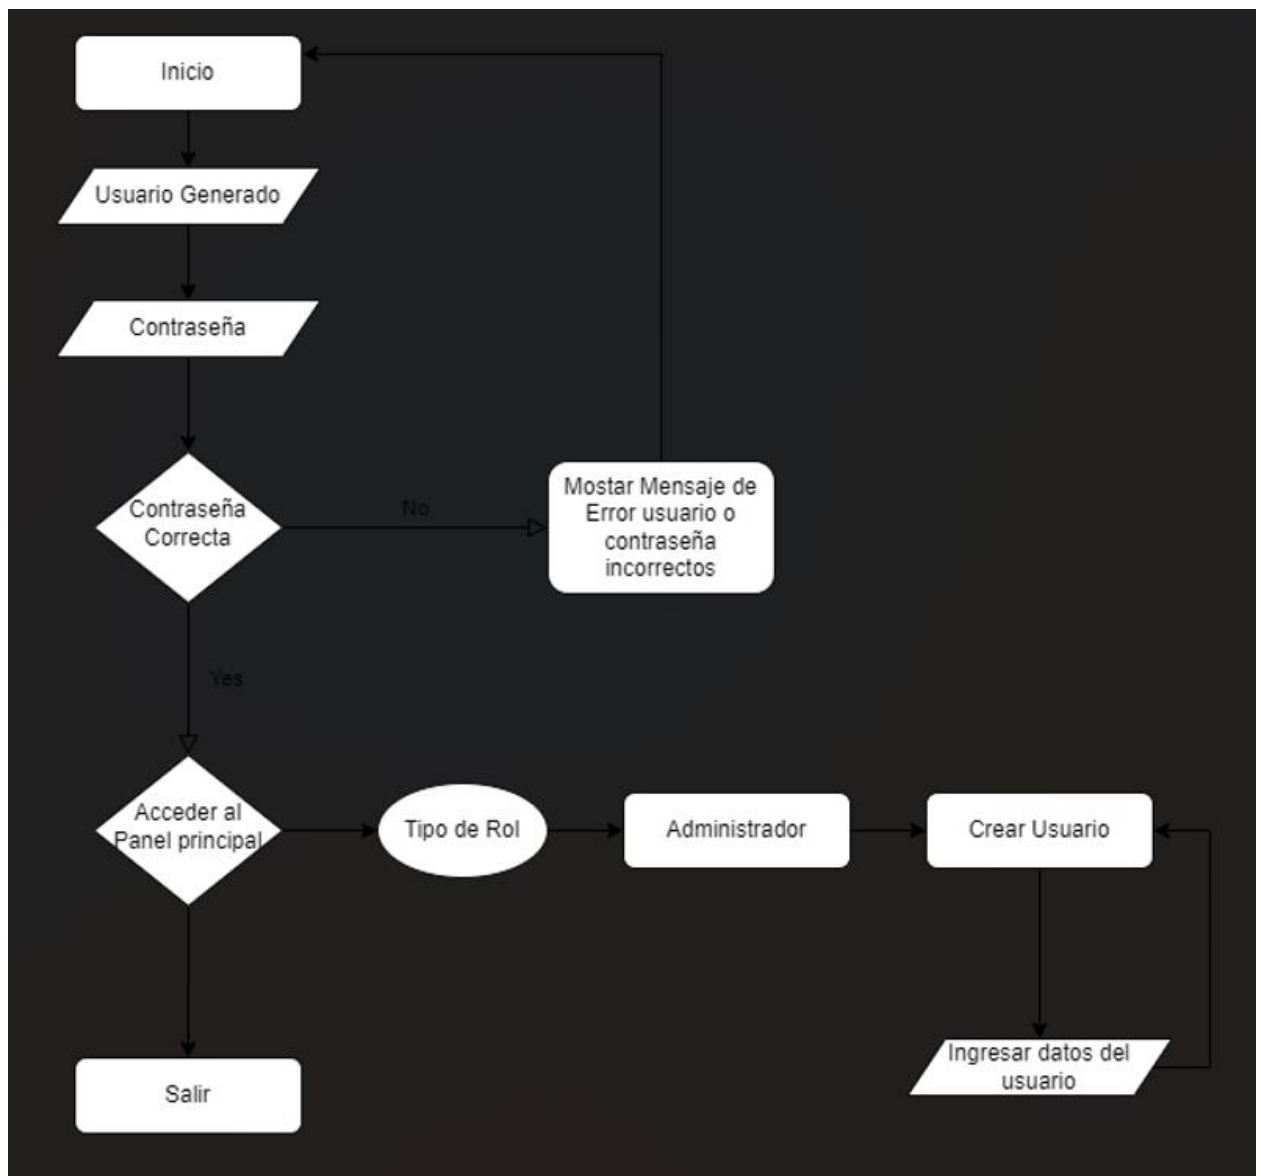 Inicio
Usuario Generado
Contraseña
Contraseña
Correcta
No
Mostar Mensaje de
Error usuario o
contraseña
incorrectos
Yes
Acceder al
Panel principal
Tipo de Rol
Administrador
Crear Usuario
Ingresar datos del
usuario
Salir